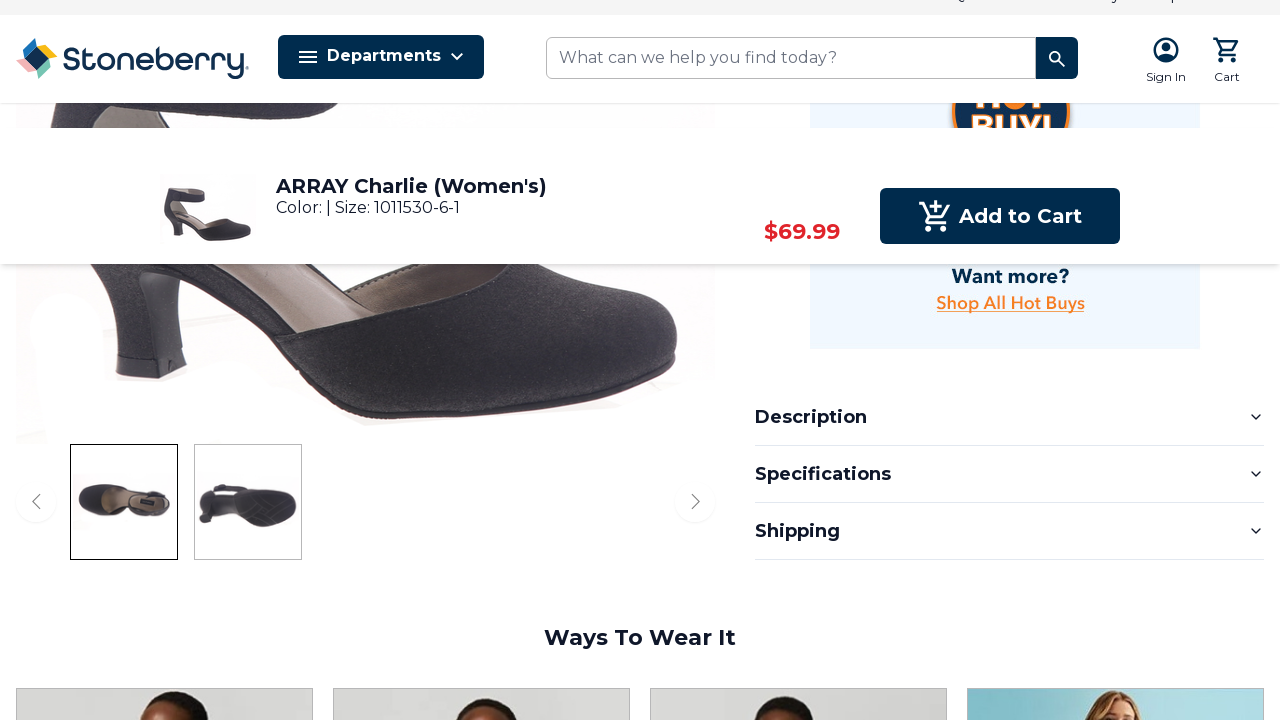 Stoneberry
Departments
What can we help you find today?
Sign In
Cart
HOT
BUY!
ARRAY Charlie (Women's)
Color: | Size: 1011530-6-1
$69.99
Add to Cart
Want more?
Shop All Hot Buys
Description
Specifications
Shipping
Ways To Wear It